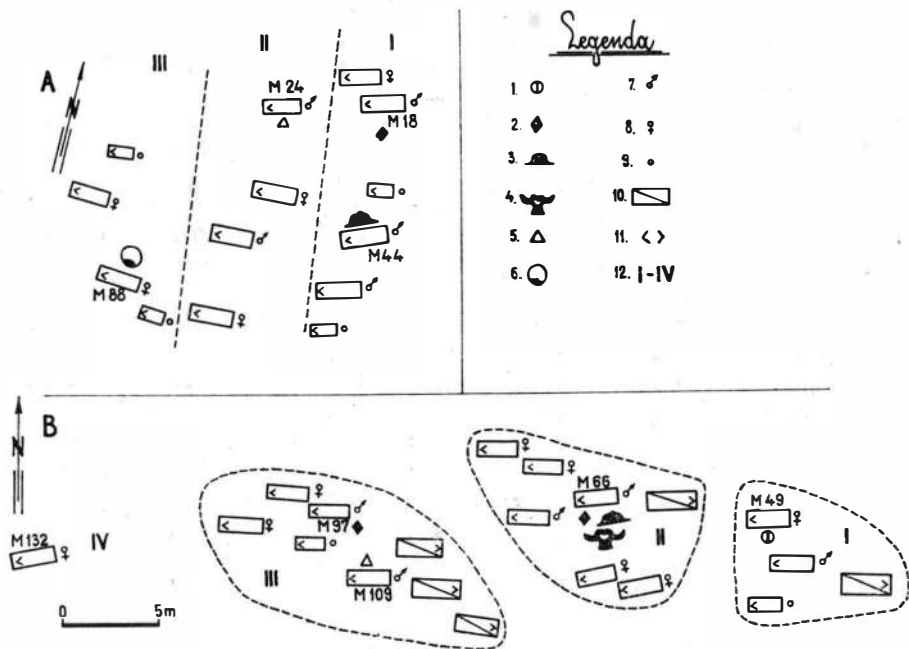 A
N
III
II
I
M 24
M 18
M44
M 88
Legenda
1.
2.
3.
4.
5.
6.
7.
8.
9.
10.
11. < >
12. I-IV
B
N
M 132
IV
0 5m
M 97
III
M 109
M 66
II
M 49
I